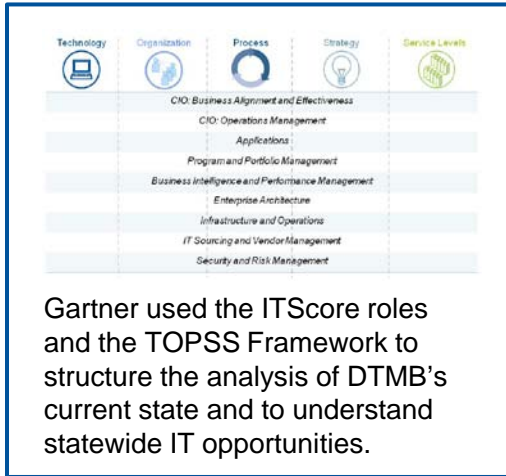 Technology Organization Process Strategy Service Levels
CIO: Business Alignment and Effectiveness
CIO: Operations Management
Applications
Program and Portfolio Management
Business Intelligence and Performance Management
Enterprise Architecture
Infrastructure and Operations
IT Sourcing and Vendor Management
Security and Risk Management
Gartner used the ITScore roles
and the TOPSS Framework to
structure the analysis of DTMB's
current state and to understand
statewide IT opportunities.